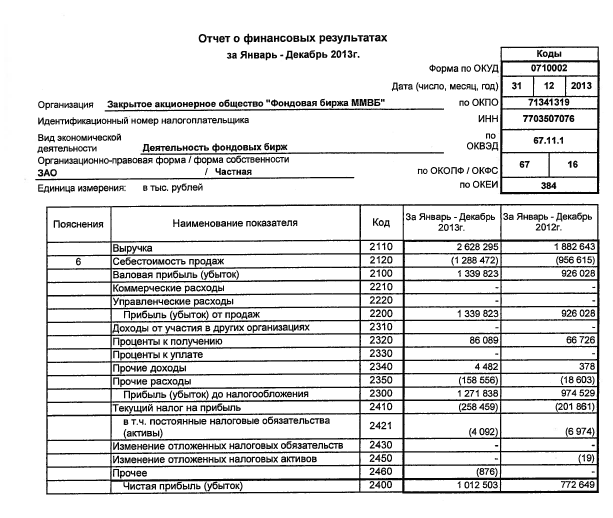 Отчет о финансовых результатах
за Январь - Декабрь 2013г.
Коды
Форма по ОКУД 0710002
Дата (число, месяц, год) 31 12 2013
Организация Закрытое акционерное общество "Фондовая биржа ММВБ" по ОКПО 71341319
Идентификационный номер налогоплательщика ИНН 7703507076
Вид экономической деятельности Деятельность фондовых бирж по ОКВЭД 67.11.1
Организационно-правовая форма / форма собственности
ЗАО / Частная по ОКОПФ / ОКФС 67 16
Единица измерения: в тыс. рублей по ОКЕИ 384
Пояснения Наименование показателя Код За Январь - Декабрь 2013г. За Январь - Декабрь 2012г.
Выручка 2110 2 628 295 1 882 643
6 Себестоимость продаж 2120 (1 288 472) (956 615)
Валовая прибыль (убыток) 2100 1 339 823 926 028
Коммерческие расходы 2210 - -
Управленческие расходы 2220 - -
Прибыль (убыток) от продаж 2200 1 339 823 926 028
Доходы от участия в других организациях 2310 - -
Проценты к получению 2320 86 089 66 726
Проценты к уплате 2330 - -
Прочие доходы 2340 4 482 378
Прочие расходы 2350 (158 556) (18 603)
Прибыль (убыток) до налогообложения 2300 1 271 838 974 529
Текущий налог на прибыль 2410 (258 459) (201 861)
в т.ч. постоянные налоговые обязательства (активы) 2421 (4 092) (6 974)
Изменение отложенных налоговых обязательств 2430 - -
Изменение отложенных налоговых активов 2450 - (19)
Прочее 2460 (876) -
Чистая прибыль (убыток) 2400 1 012 503 772 649